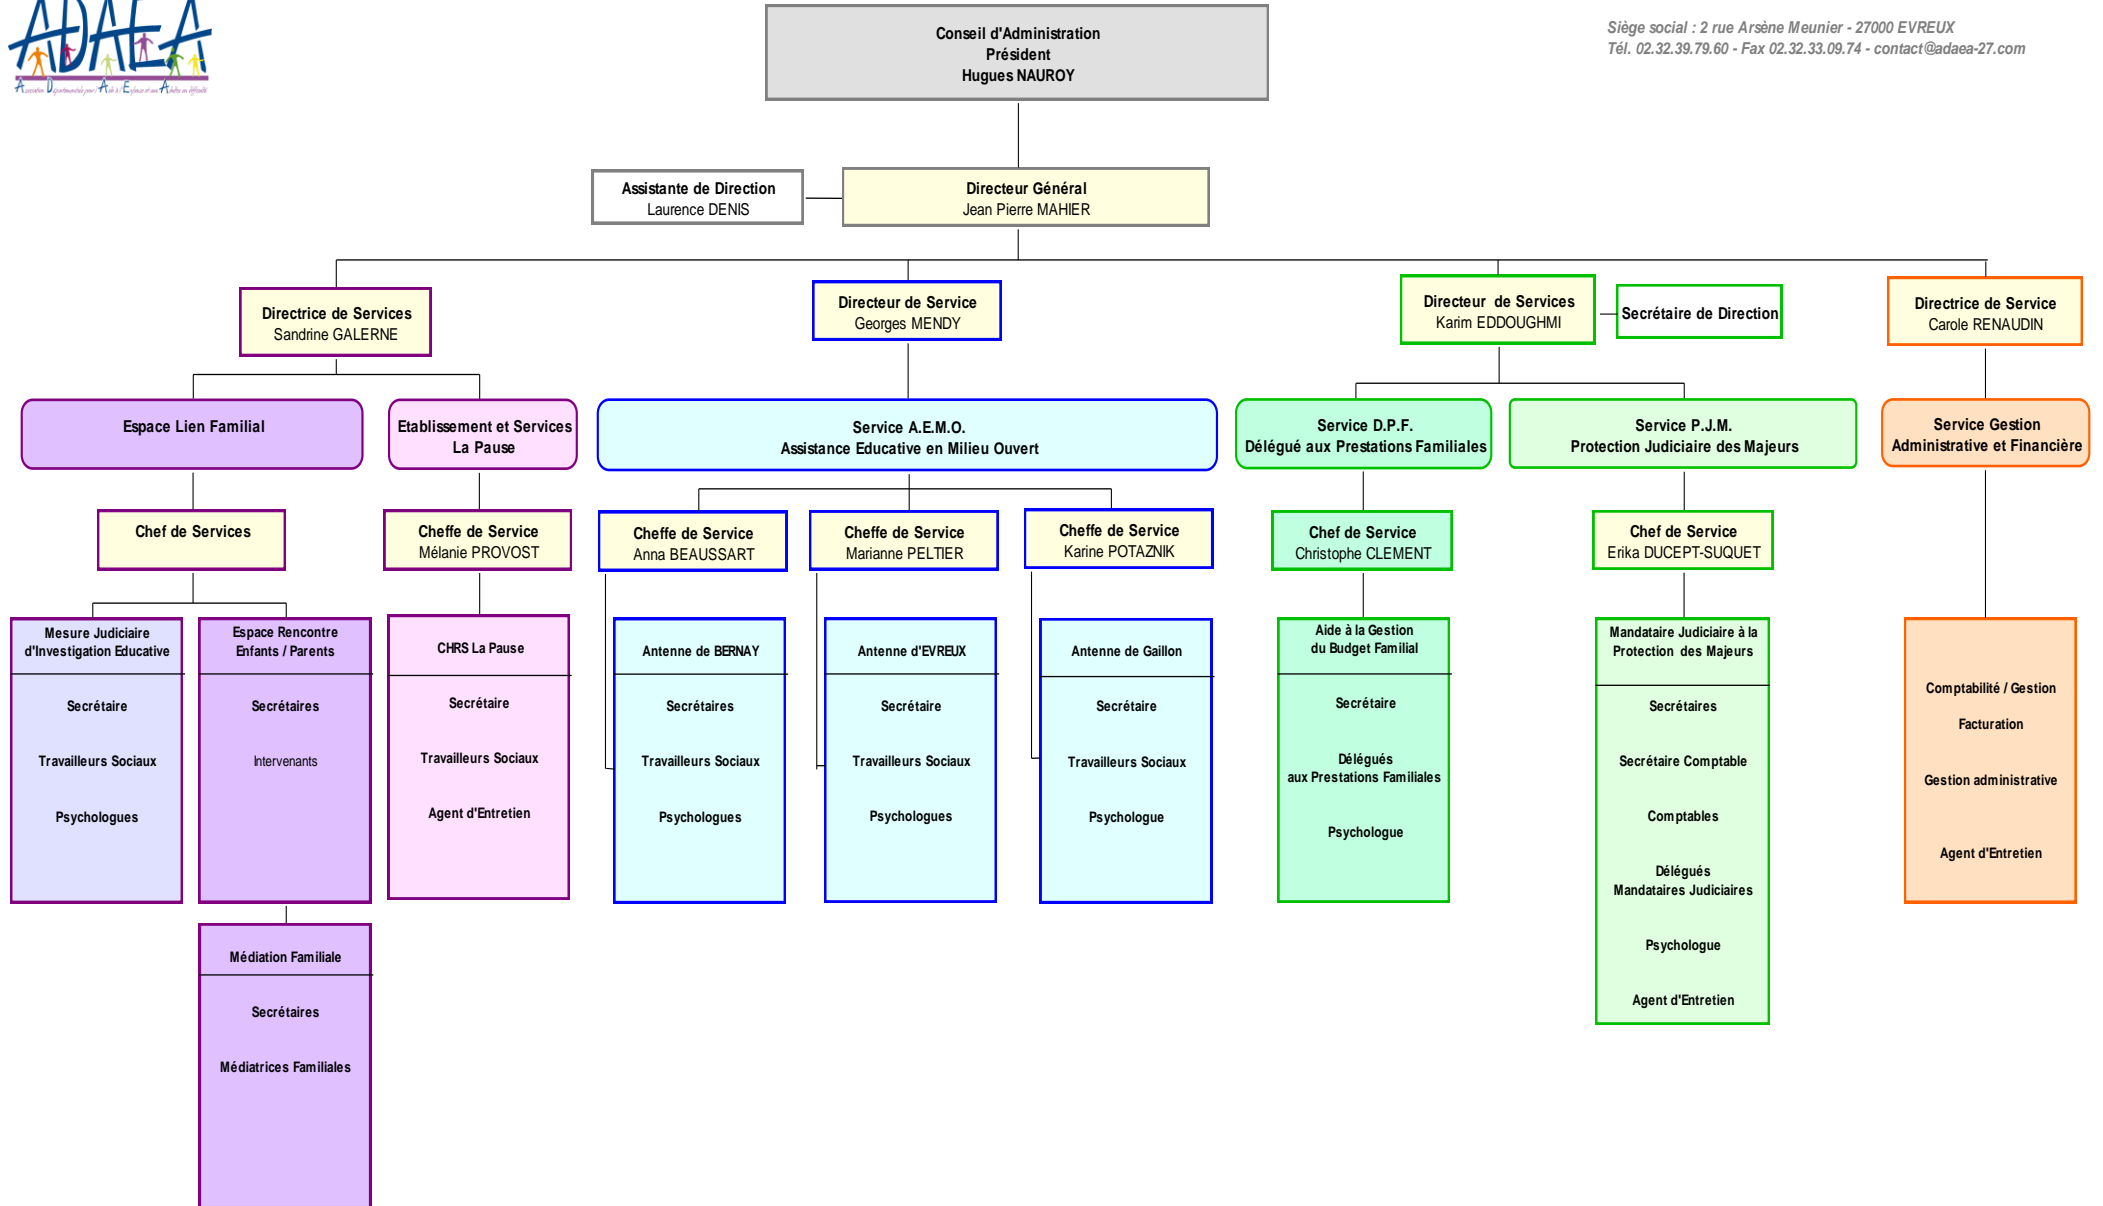 ADAEA
Association Départementale pour l'Aide à l'Enfance et aux Adultes en difficulté
Siège social : 2 rue Arsène Meunier - 27000 EVREUX
Tél. 02.32.39.79.60 - Fax 02.32.33.09.74 - contact@adaea-27.com
Conseil d'Administration
Président
Hugues NAUROY
Assistante de Direction
Laurence DENIS
Directeur Général
Jean Pierre MAHIER
Directrice de Services
Sandrine GALERNE
Directeur de Service
Georges MENDY
Directeur de Services
Karim EDDOUGHMI
Secrétaire de Direction
Directrice de Service
Carole RENAUDIN
Espace Lien Familial
Etablissement et Services
La Pause
Service A.E.M.O.
Assistance Educative en Milieu Ouvert
Service D.P.F.
Délégué aux Prestations Familiales
Service P.J.M.
Protection Judiciaire des Majeurs
Service Gestion
Administrative et Financière
Chef de Services
Cheffe de Service
Mélanie PROVOST
Cheffe de Service
Anna BEAUSSART
Cheffe de Service
Marianne PELTIER
Cheffe de Service
Karine POTAZNIK
Chef de Service
Christophe CLEMENT
Chef de Service
Erika DUCEPT-SUQUET
Mesure Judiciaire
d'Investigation Educative
Secrétaire
Travailleurs Sociaux
Psychologues
Espace Rencontre
Enfants / Parents
Secrétaires
Intervenants
CHRS La Pause
Secrétaire
Travailleurs Sociaux
Agent d'Entretien
Antenne de BERNAY
Secrétaires
Travailleurs Sociaux
Psychologues
Antenne d'EVREUX
Secrétaire
Travailleurs Sociaux
Psychologues
Antenne de Gaillon
Secrétaire
Travailleurs Sociaux
Psychologue
Aide à la Gestion
du Budget Familial
Secrétaire
Délégués
aux Prestations Familiales
Psychologue
Mandataire Judiciaire à la
Protection des Majeurs
Secrétaires
Secrétaire Comptable
Comptables
Délégués
Mandataires Judiciaires
Psychologue
Agent d'Entretien
Comptabilité / Gestion
Facturation
Gestion administrative
Agent d'Entretien
Médiation Familiale
Secrétaires
Médiatrices Familiales